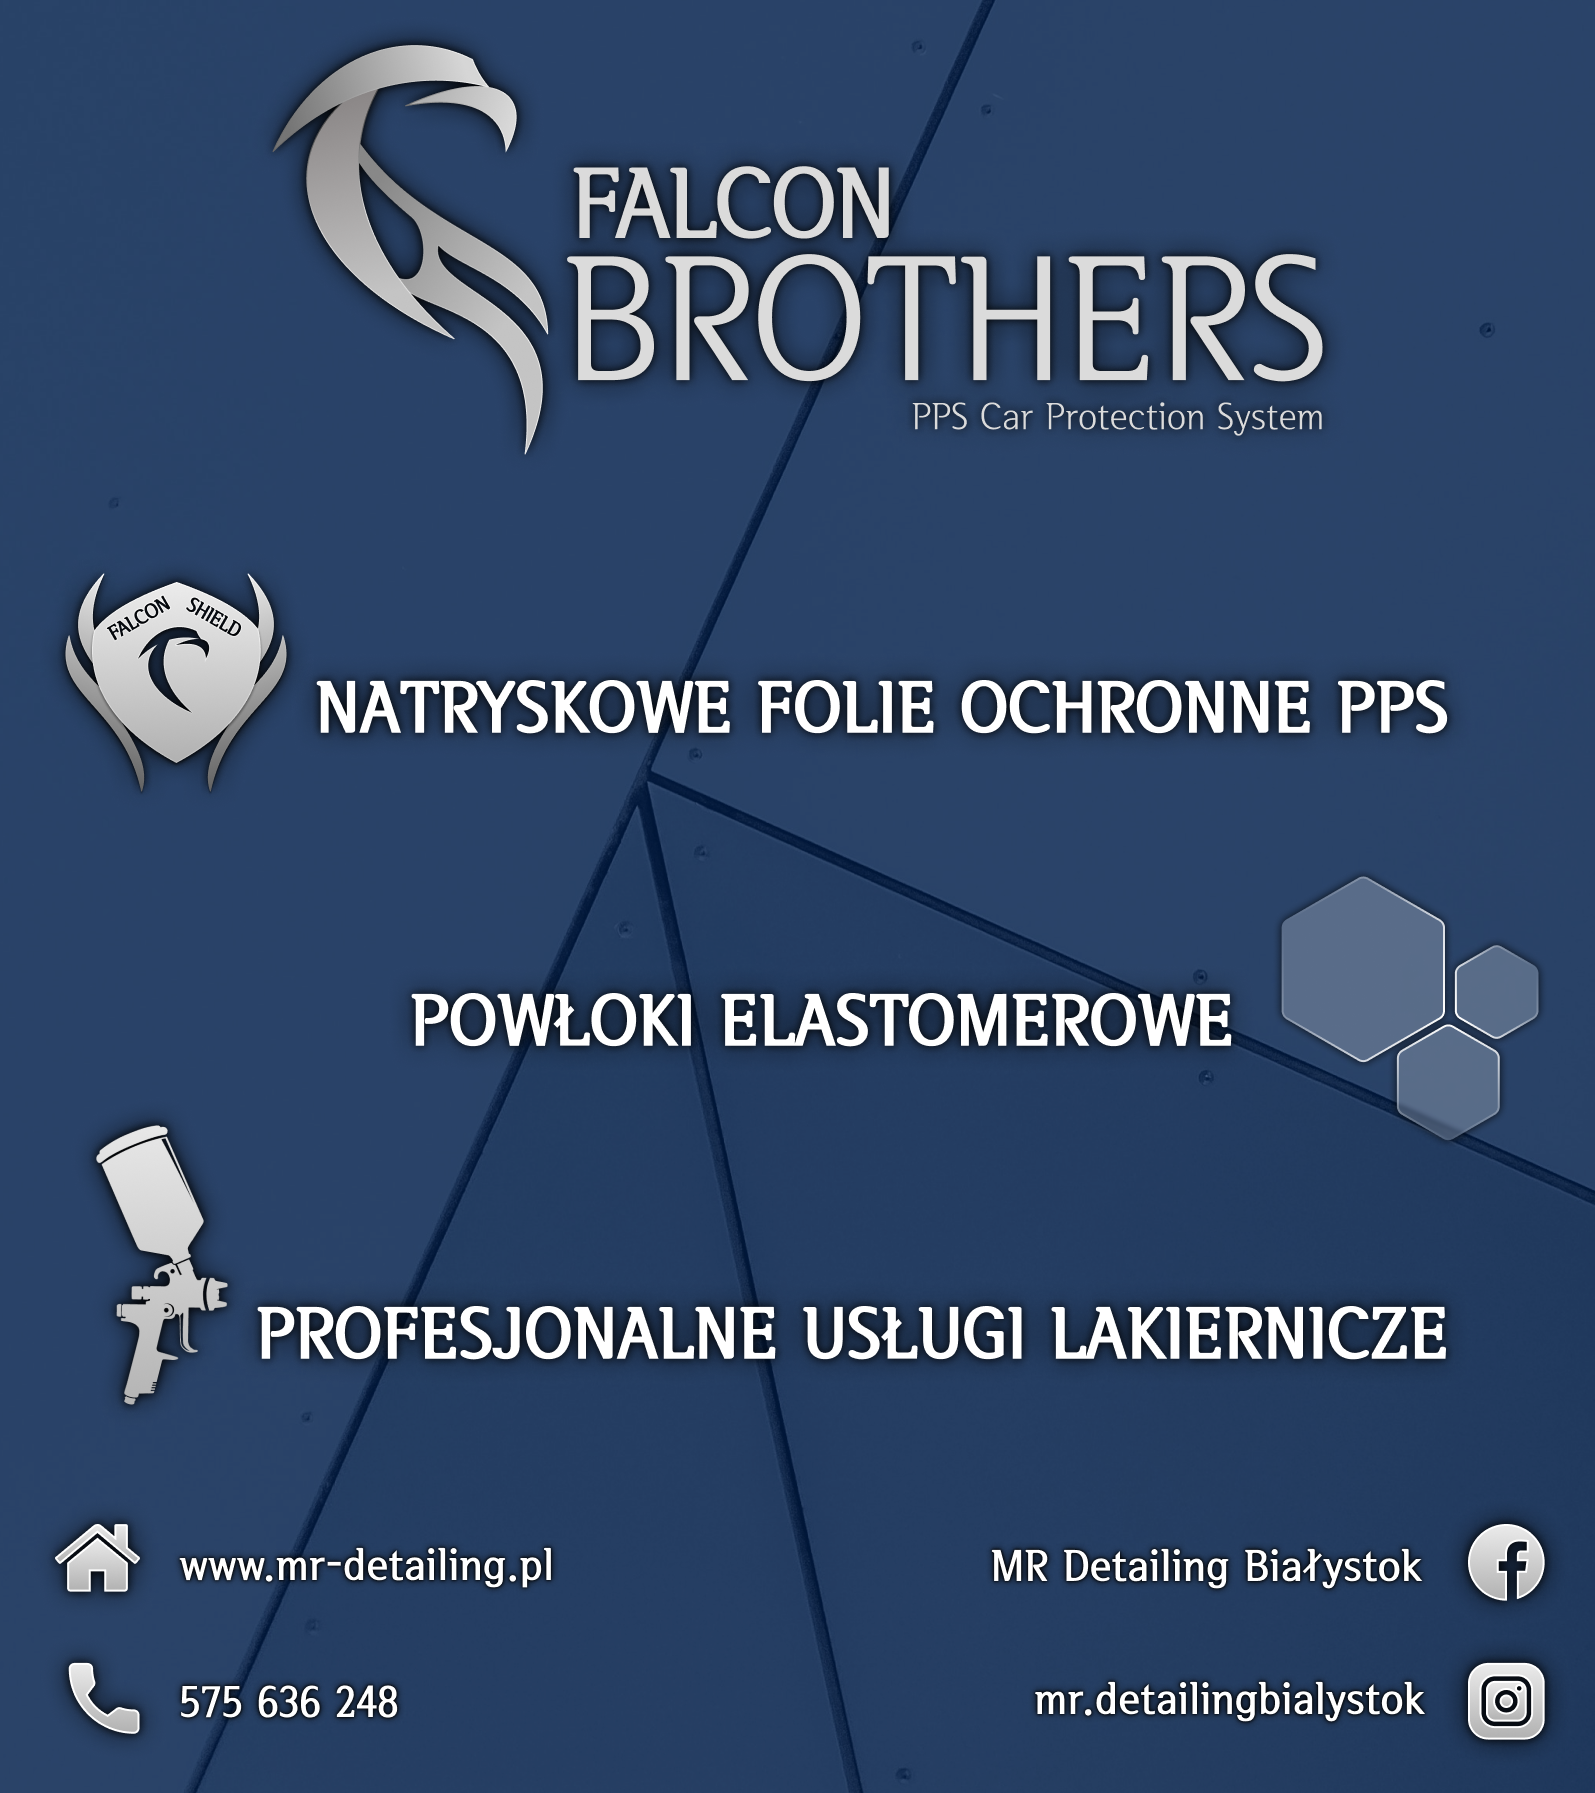 FALCON
BROTHERS
PPS Car Protection System
FALCON SHIELD
NATRYSKOWE FOLIE OCHRONNE PPS
POWŁOKI ELASTOMEROWE
PROFESJONALNE USŁUGI LAKIERNICZE
www.mr-detailing.pl
MR Detailing Białystok
575 636 248
mr.detailingbialystok